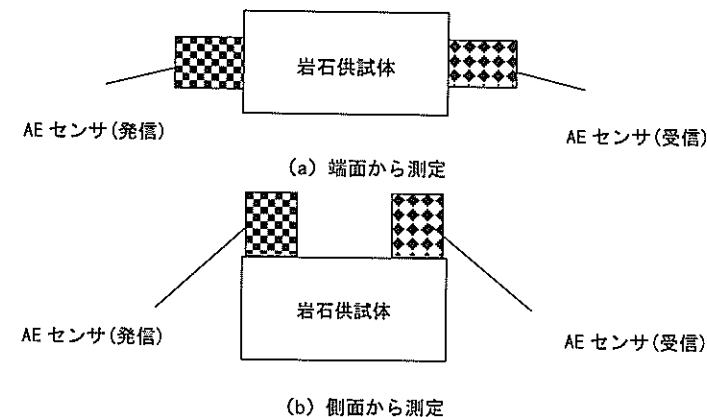 岩石供試体
AE センサ(発信)
AE センサ(受信)
(a) 端面から測定
岩石供試体
AE センサ(発信)
AE センサ(受信)
(b) 側面から測定